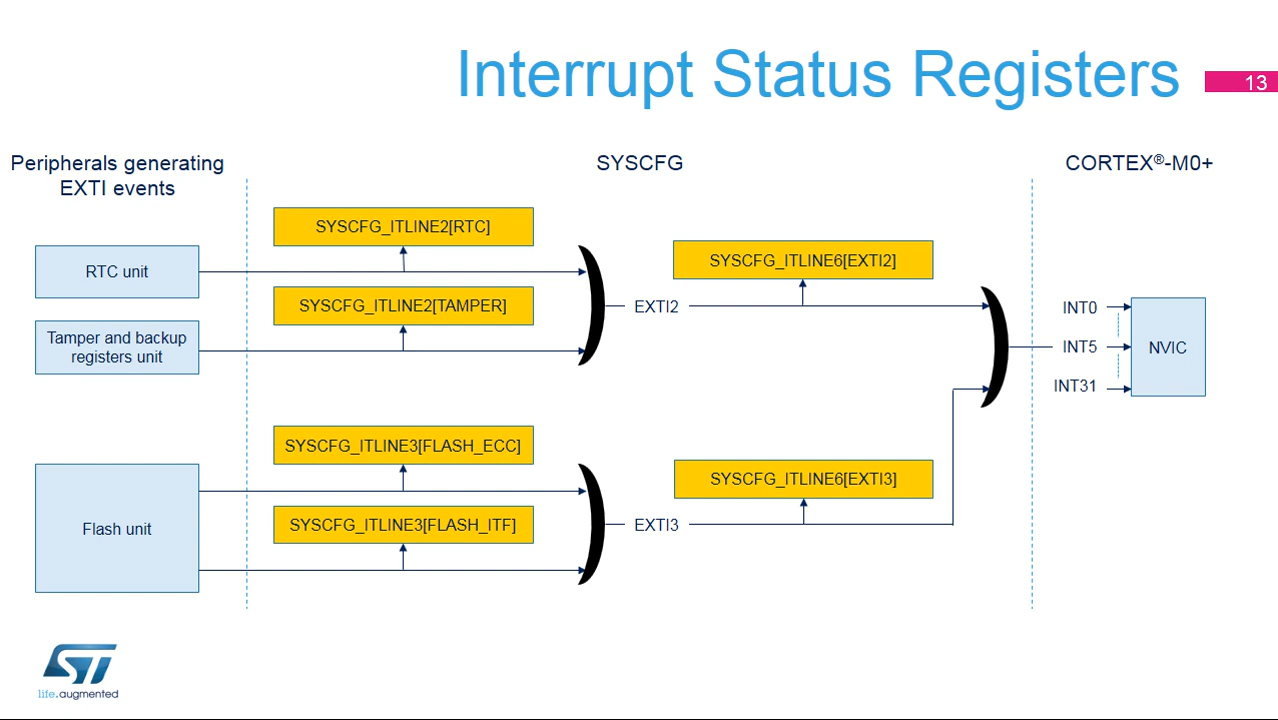 Interrupt Status Registers
13
Peripherals generating
EXTI events
SYSCFG
CORTEX®-M0+
SYSCFG_ITLINE2[RTC]
RTC unit
SYSCFG_ITLINE6[EXTI2]
SYSCFG_ITLINE2[TAMPER]
EXTI2
INT0
Tamper and backup
registers unit
INT5
NVIC
INT31
SYSCFG_ITLINE3[FLASH_ECC]
SYSCFG_ITLINE6[EXTI3]
Flash unit
SYSCFG_ITLINE3[FLASH_ITF]
EXTI3
ST
life.augmented